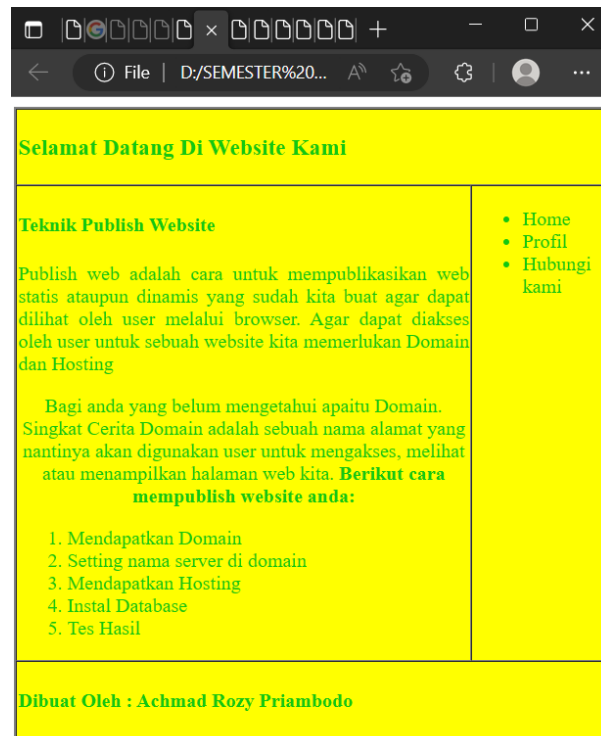 File | D:/SEMESTER%20...
Selamat Datang Di Website Kami
Teknik Publish Website
Publish web adalah cara untuk mempublikasikan web
statis ataupun dinamis yang sudah kita buat agar dapat
dilihat oleh user melalui browser. Agar dapat diakses
oleh user untuk sebuah website kita memerlukan Domain
dan Hosting
Bagi anda yang belum mengetahui apaitu Domain.
Singkat Cerita Domain adalah sebuah nama alamat yang
nantinya akan digunakan user untuk mengakses, melihat
atau menampilkan halaman web kita. Berikut cara
mempublish website anda:
1. Mendapatkan Domain
2. Setting nama server di domain
3. Mendapatkan Hosting
4. Instal Database
5. Tes Hasil
• Home
• Profil
• Hubungi
kami
Dibuat Oleh : Achmad Rozy Priambodo